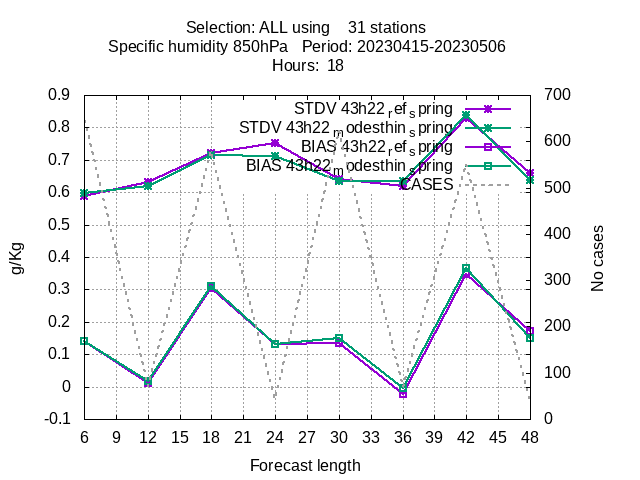 Selection: ALL using    31 stations
Specific humidity 850hPa   Period: 20230415-20230506
Hours: 18
STDV 43h22_ref_spring
STDV 43h22_modesthin_spring
BIAS 43h22_ref_spring
BIAS 43h22_modesthin_spring
CASES
0.9
0.8
0.7
0.6
0.5
0.4
0.3
0.2
0.1
0
-0.1
700
600
500
400
300
200
100
0
g/Kg
No cases
6 9 12 15 18 21 24 27 30 33 36 39 42 45 48
Forecast length